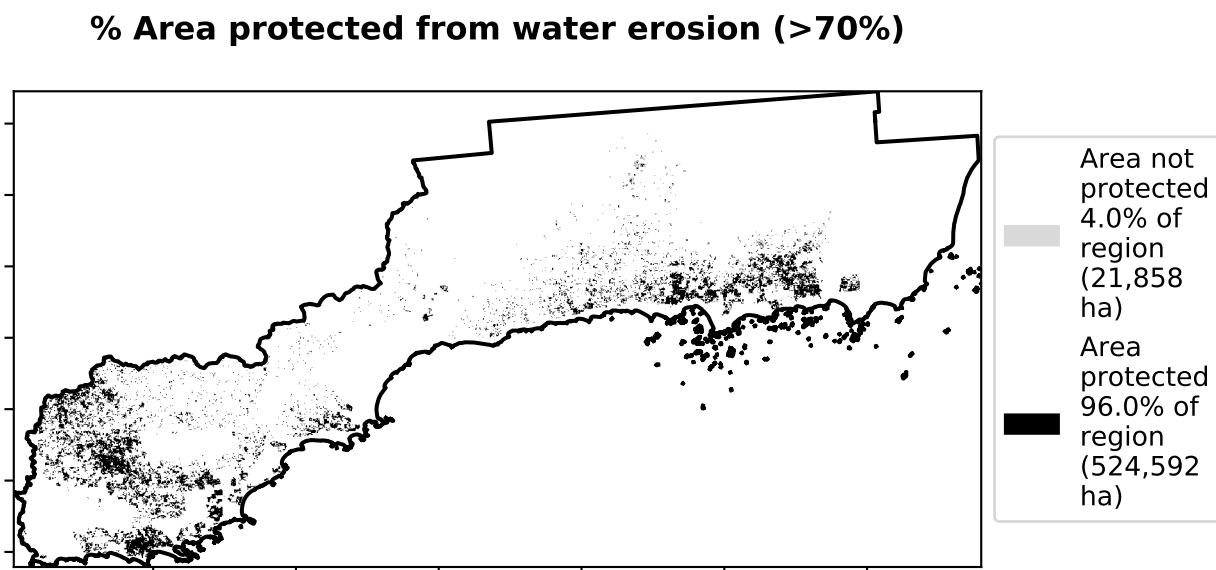 % Area protected from water erosion (>70%)
Area not
protected
4.0% of
region
(21,858
ha)
Area
protected
96.0% of
region
(524,592
ha)